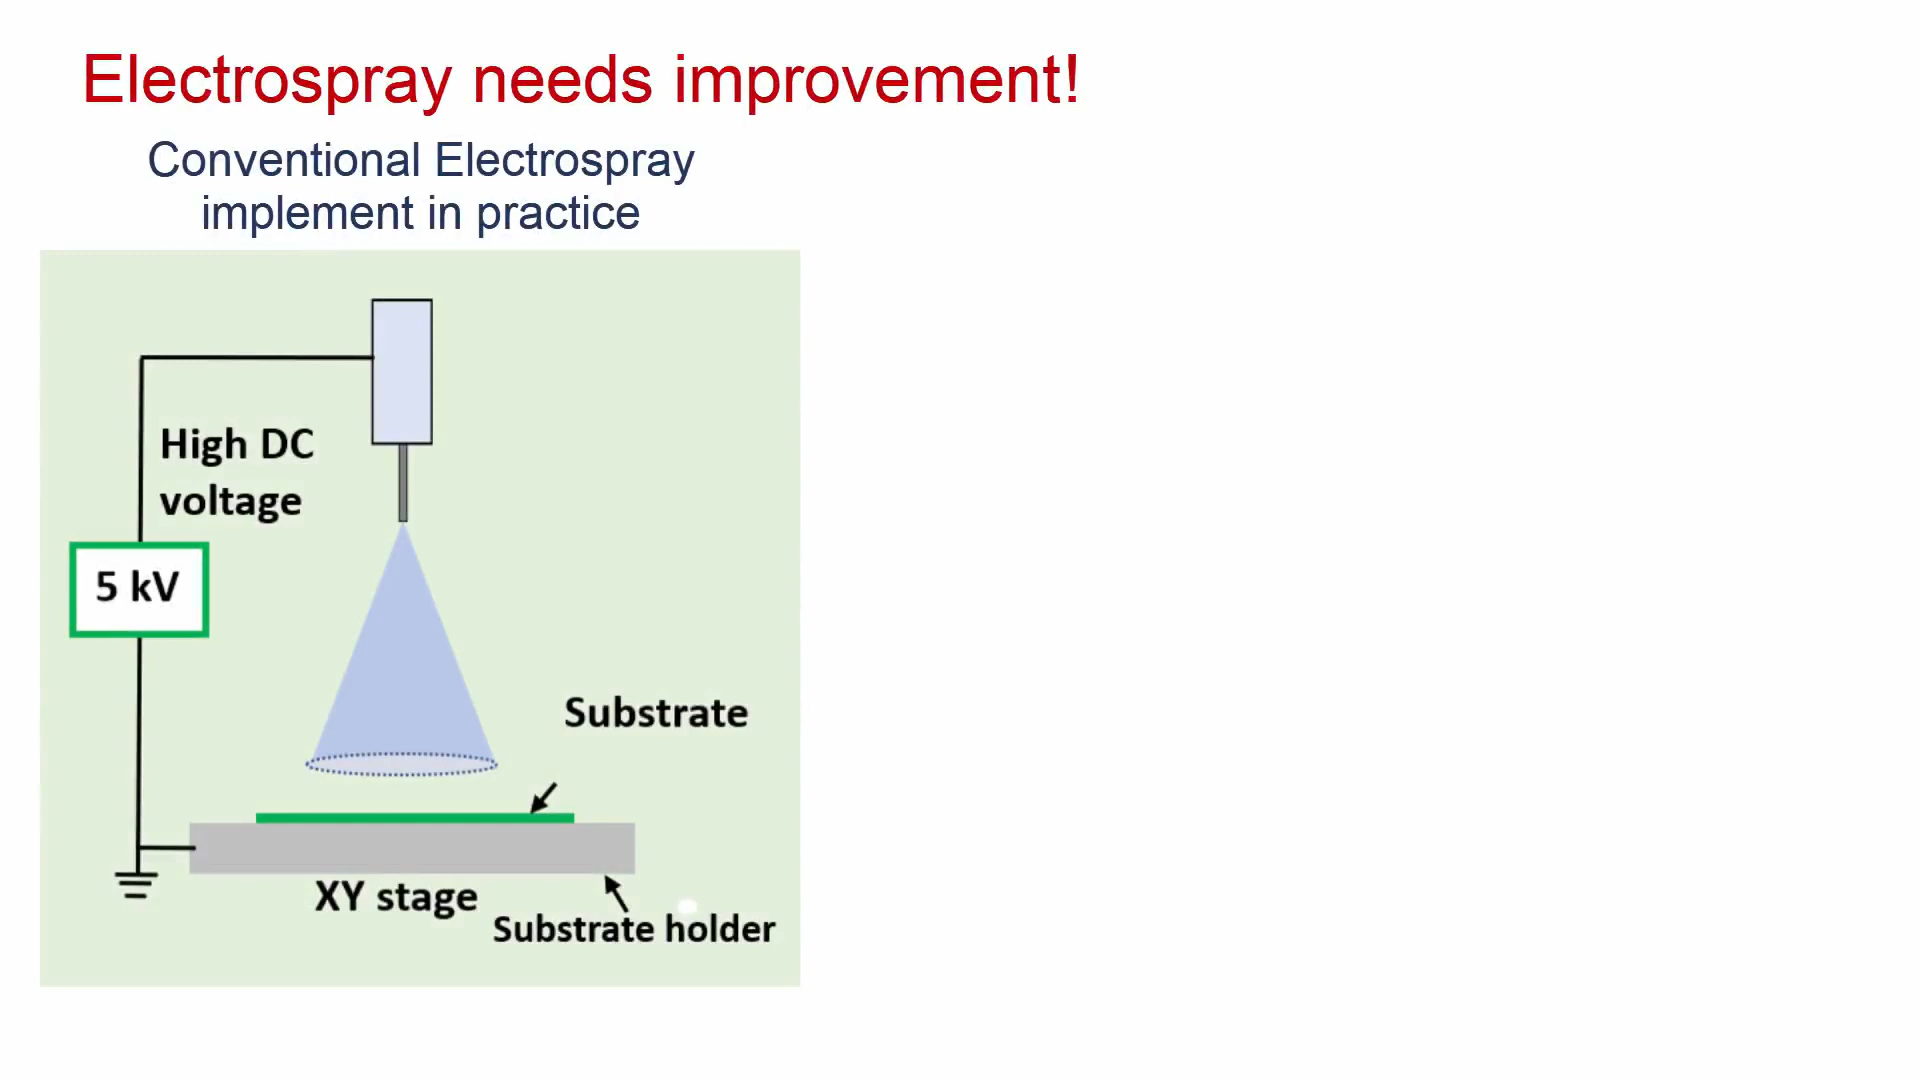 Electrospray needs improvement!
Conventional Electrospray
implement in practice
High DC
voltage
5 kV
Substrate
XY stage
Substrate holder